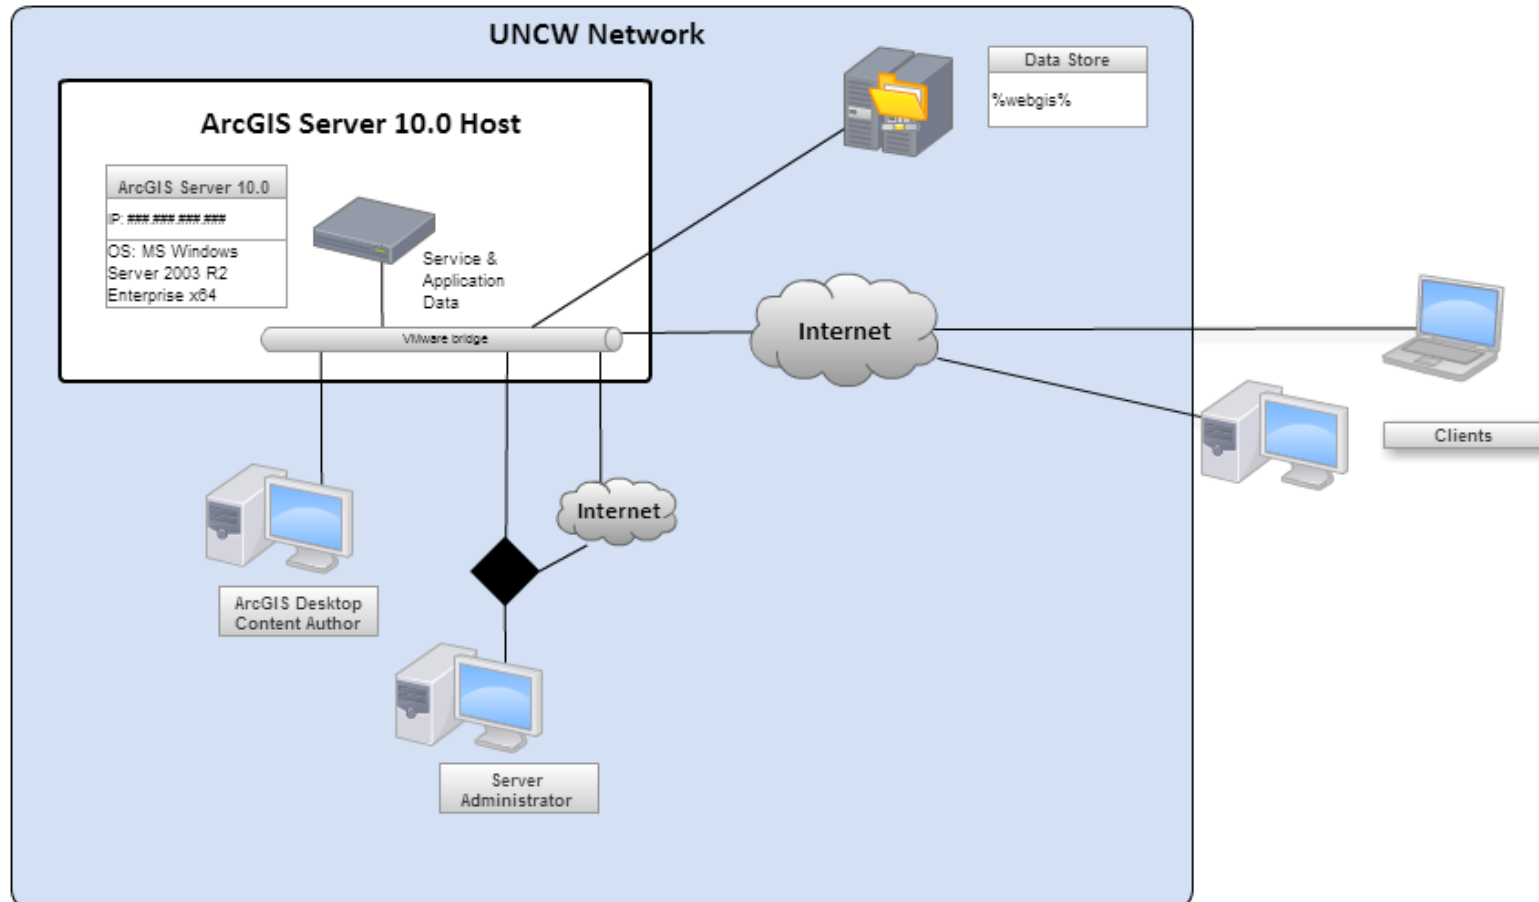 UNCW Network
ArcGIS Server 10.0 Host
ArcGIS Server 10.0
IP: ###.###.###.###
OS: MS Windows
Server 2003 R2
Enterprise x64
Service &
Application
Data
VMware bridge
Data Store
%webgis%
Internet
Clients
Internet
ArcGIS Desktop
Content Author
Server
Administrator